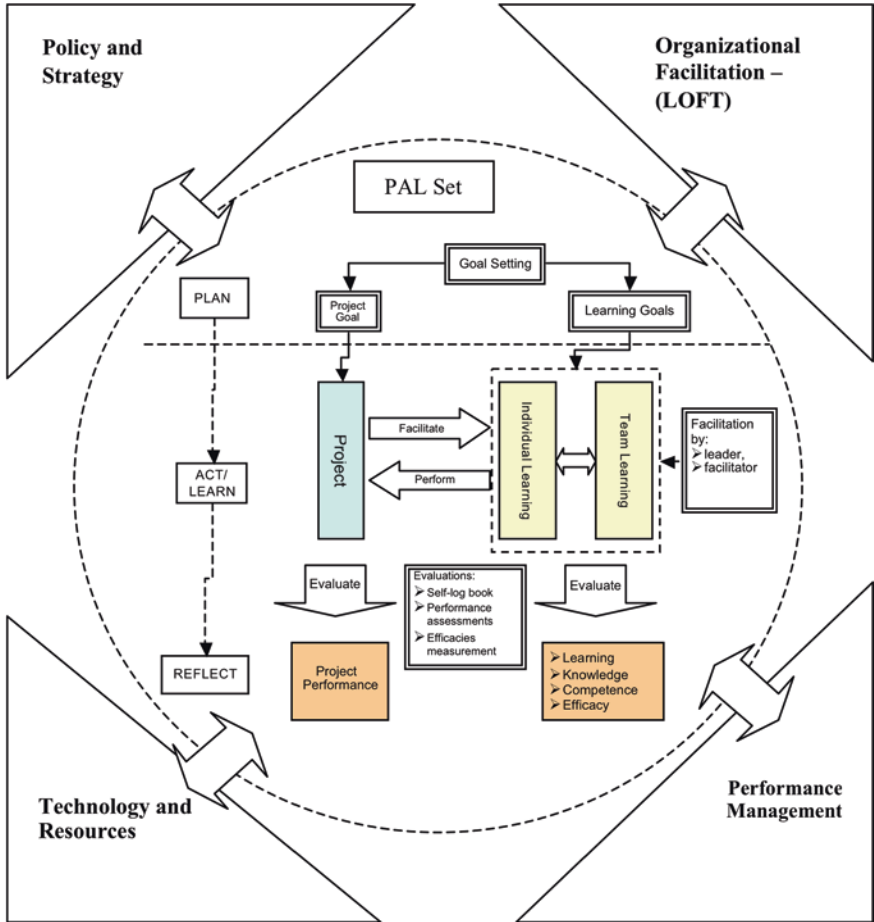 Policy and
Strategy
Organizational
Facilitation –
(LOFT)
PAL Set
Goal Setting
PLAN
Project
Goal
Learning Goals
Project
Facilitate
Perform
Individual Learning
Team Learning
Facilitation
by:
➢ leader,
➢ facilitator
ACT/
LEARN
Evaluate
Evaluations:
➢ Self-log book
➢ Performance
assessments
➢ Efficacies
measurement
Evaluate
REFLECT
Project
Performance
➢ Learning
➢ Knowledge
➢ Competence
➢ Efficacy
Technology and
Resources
Performance
Management